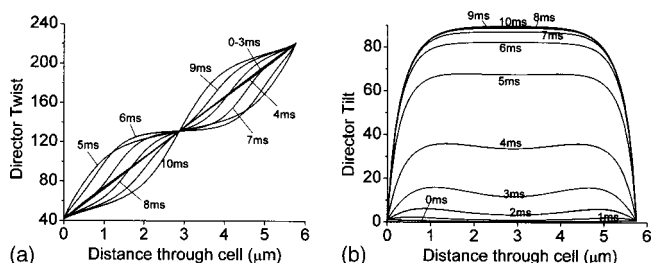 240
200
160
120
80
40
Director Twist
0-3ms
9ms
6ms
5ms
4ms
7ms
10ms
8ms
0
1
2
3
4
5
6
(a)
Distance through cell (μm)
80
60
40
20
0
Director Tilt
9ms
10ms
8ms
7ms
6ms
5ms
4ms
3ms
2ms
0ms
1ms
0
1
2
3
4
5
6
(b)
Distance through cell (μm)